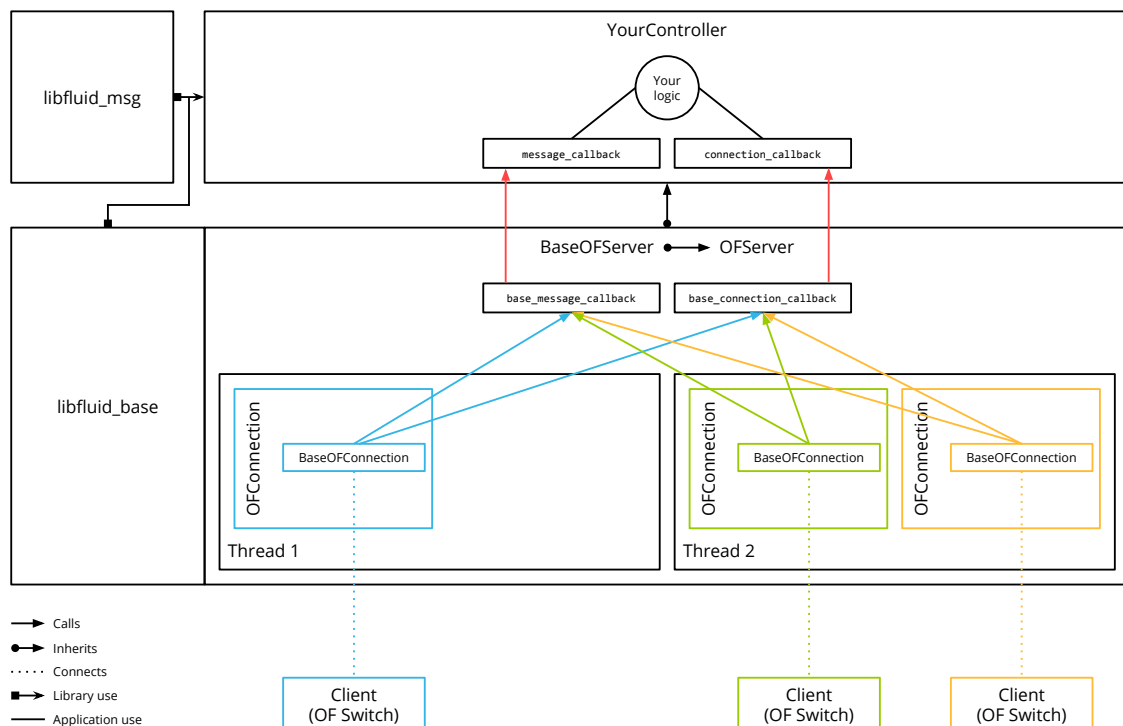 YourController
libfluid_msg
Your
logic
message_callback
connection_callback
BaseOFServer
OFServer
base_message_callback
base_connection_callback
libfluid_base
OFConnection
BaseOFConnection
Thread 1
OFConnection
BaseOFConnection
OFConnection
BaseOFConnection
Thread 2
Calls
Inherits
Connects
Library use
Application use
Client
(OF Switch)
Client
(OF Switch)
Client
(OF Switch)